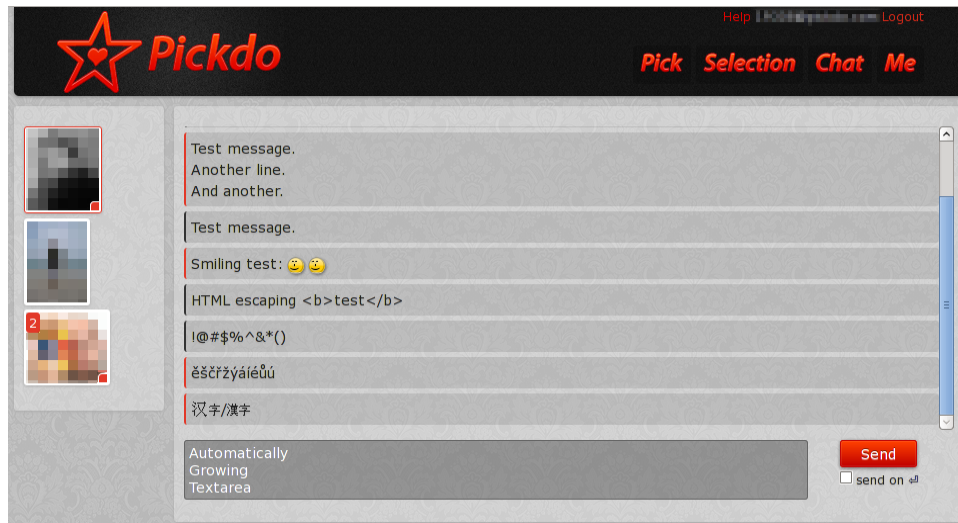 Help Logout
Pickdo
Pick Selection Chat Me
2
Test message.
Another line.
And another.
Test message.
Smiling test:
HTML escaping <b>test</b>
!@#$%^&*()
ěščřžýáíéůú
汉字/漢字
Automatically
Growing
Textarea
Send
send on ⏎